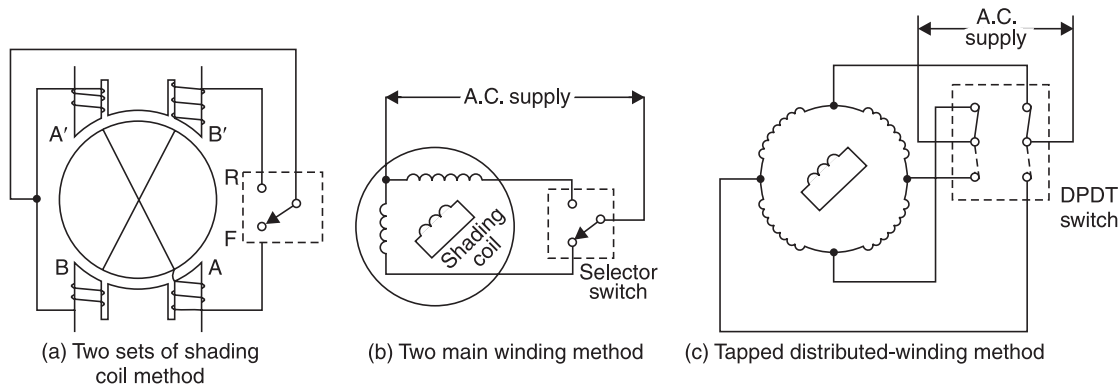 A.C.
supply
A.C. supply
A′
B′
R
F
B
A
Shading
coil
Selector
switch
DPDT
switch
(a) Two sets of shading
coil method
(b) Two main winding method
(c) Tapped distributed-winding method